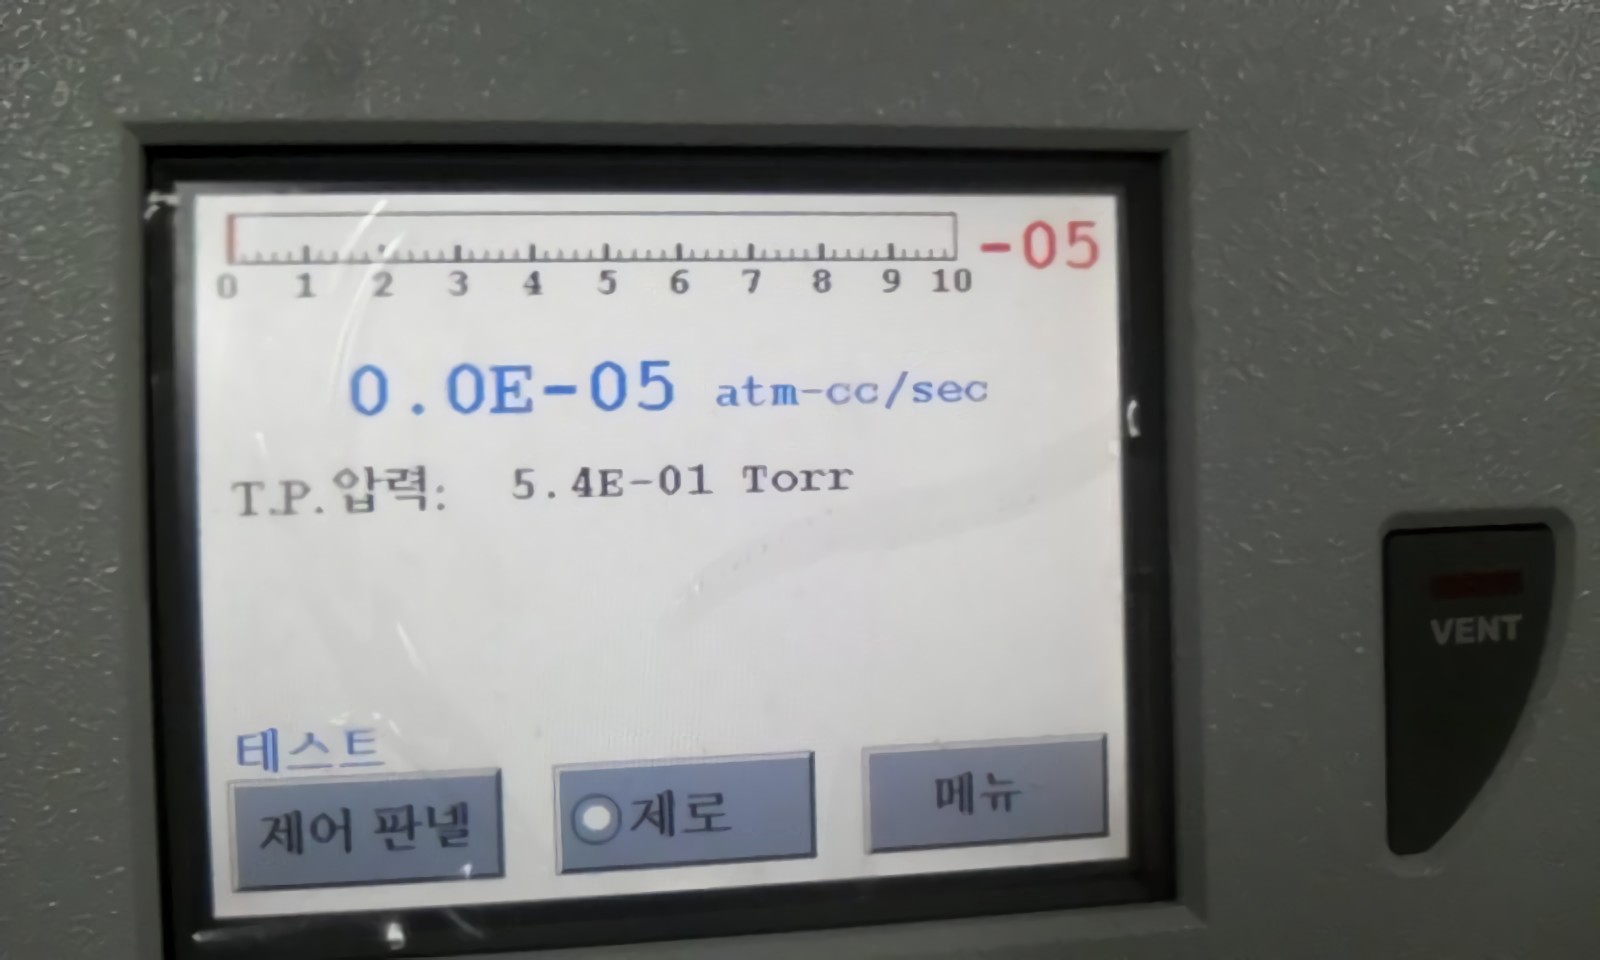 -05
0 1 2 3 4 5 6 7 8 9 10
0.0E-05 atm-cc/sec
T.P. 압력: 5.4E-01 Torr
VENT
테스트
제어 판넬 제로 메뉴